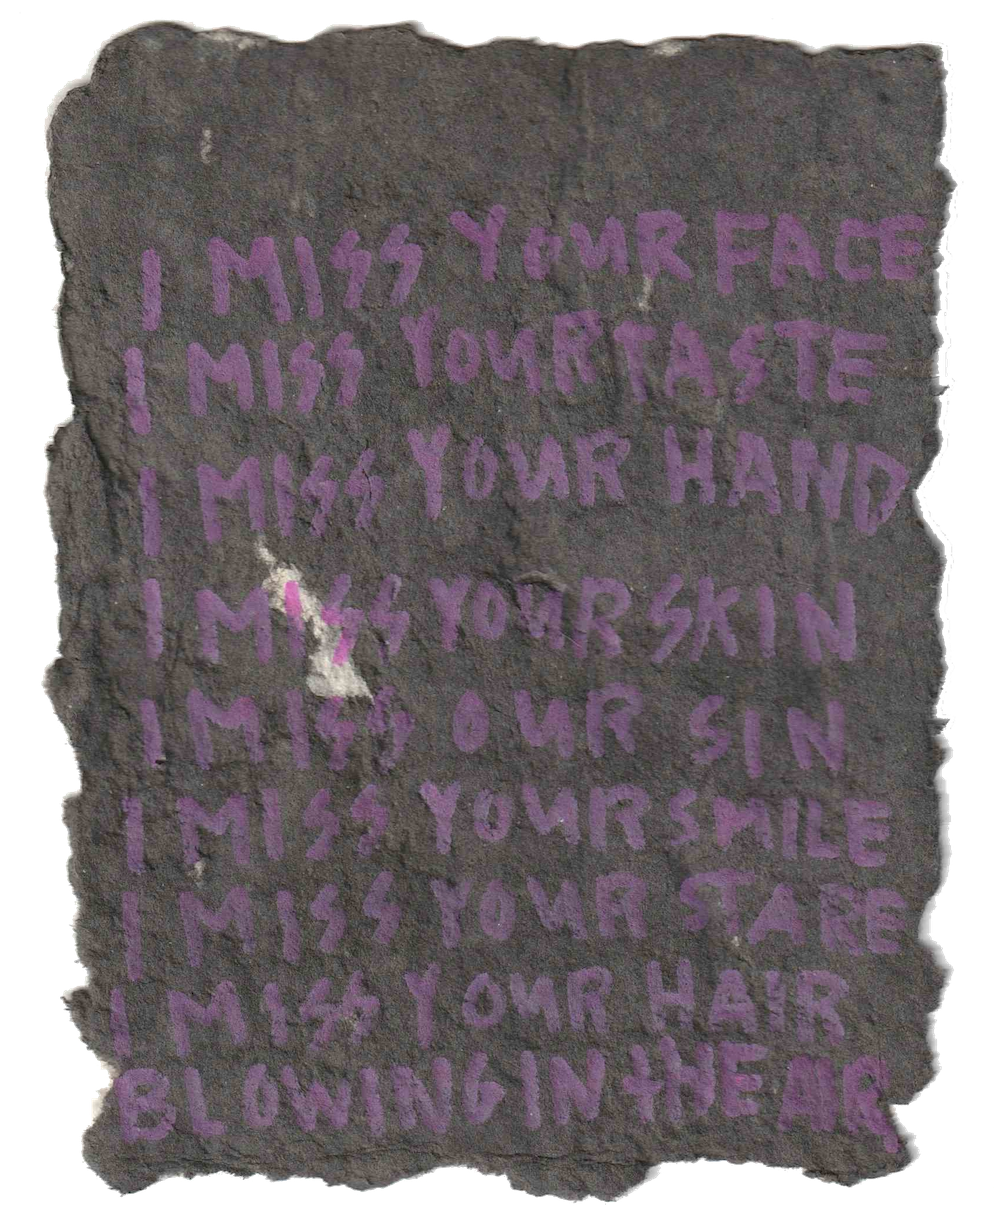 I MISS YOUR FACE
I MISS YOUR TASTE
I MISS YOUR HAND
I MISS YOUR SKIN
I MISS OUR SIN
I MISS YOUR SMILE
I MISS YOUR STARE
I MISS YOUR HAIR
BLOWING IN THE AIR